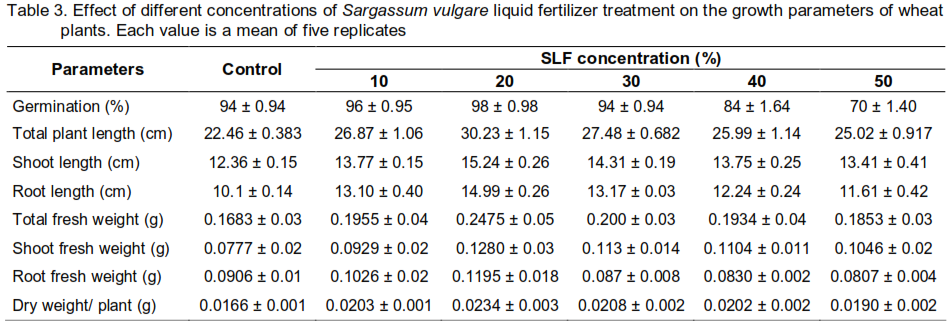 Table 3. Effect of different concentrations of Sargassum vulgare liquid fertilizer treatment on the growth parameters of wheat
plants. Each value is a mean of five replicates
Parameters Control SLF concentration (%)
10 20 30 40 50
Germination (%) 94 ± 0.94 96 ± 0.95 98 ± 0.98 94 ± 0.94 84 ± 1.64 70 ± 1.40
Total plant length (cm) 22.46 ± 0.383 26.87 ± 1.06 30.23 ± 1.15 27.48 ± 0.682 25.99 ± 1.14 25.02 ± 0.917
Shoot length (cm) 12.36 ± 0.15 13.77 ± 0.15 15.24 ± 0.26 14.31 ± 0.19 13.75 ± 0.25 13.41 ± 0.41
Root length (cm) 10.1 ± 0.14 13.10 ± 0.40 14.99 ± 0.26 13.17 ± 0.03 12.24 ± 0.24 11.61 ± 0.42
Total fresh weight (g) 0.1683 ± 0.03 0.1955 ± 0.04 0.2475 ± 0.05 0.200 ± 0.03 0.1934 ± 0.04 0.1853 ± 0.03
Shoot fresh weight (g) 0.0777 ± 0.02 0.0929 ± 0.02 0.1280 ± 0.03 0.113 ± 0.014 0.1104 ± 0.011 0.1046 ± 0.02
Root fresh weight (g) 0.0906 ± 0.01 0.1026 ± 0.02 0.1195 ± 0.018 0.087 ± 0.008 0.0830 ± 0.002 0.0807 ± 0.004
Dry weight/ plant (g) 0.0166 ± 0.001 0.0203 ± 0.001 0.0234 ± 0.003 0.0208 ± 0.002 0.0202 ± 0.002 0.0190 ± 0.002